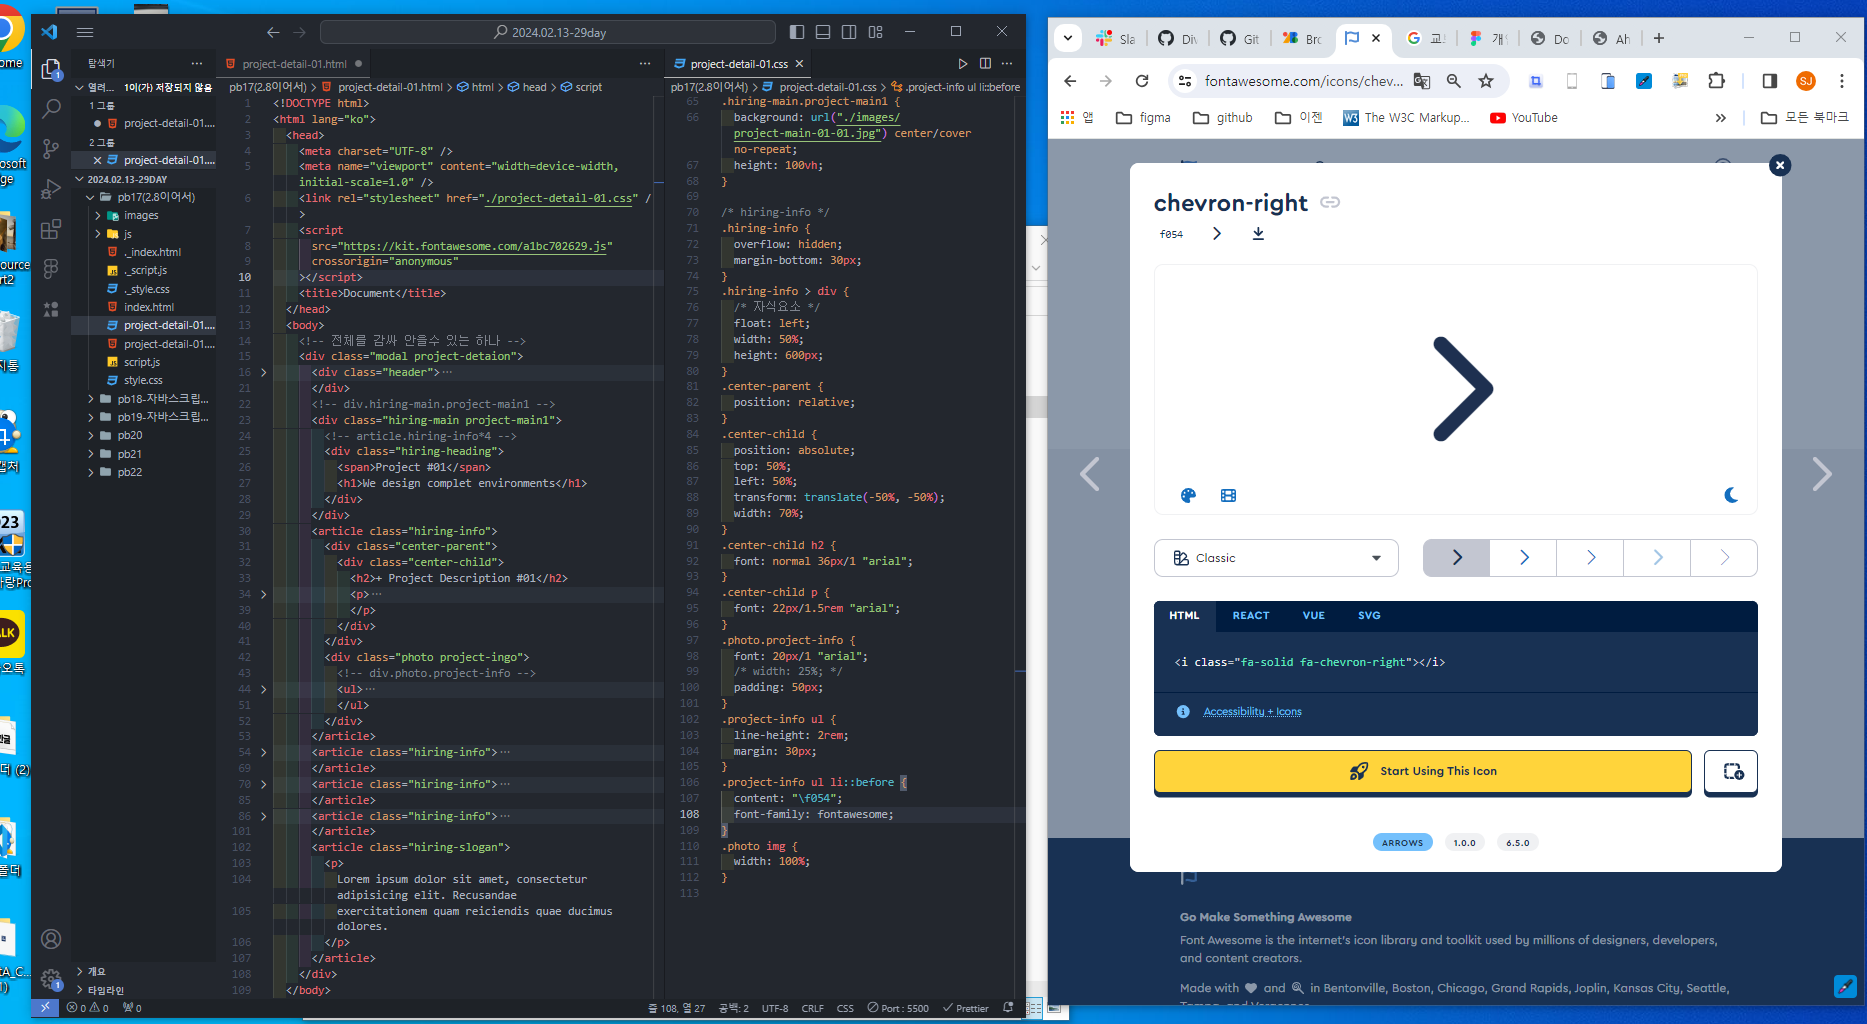 2024.02.13-29day
탐색기
열려...
1이(가) 저장되지 않음
1 그룹
project-detail-01....
2 그룹
project-detail-01....
2024.02.13-29DAY
pb17(2.8이어서)
images
js
._index.html
._script.js
._style.css
index.html
project-detail-01....
project-detail-01....
script.js
style.css
pb18-자바스크립...
pb19-자바스크립...
pb20
pb21
pb22
개요
타임라인
project-detail-01.html
pb17(2.8이어서) > project-detail-01.html > html > head > script
1 <!DOCTYPE html>
2 <html lang="ko">
3 <head>
4 <meta charset="UTF-8" />
5 <meta name="viewport" content="width=device-width,
initial-scale=1.0" />
6 <link rel="stylesheet" href="./project-detail-01.css" /
>
7 <script
8 src="https://kit.fontawesome.com/a1bc702629.js"
9 crossorigin="anonymous"
10 ></script>
11 <title>Document</title>
12 </head>
13 <body>
14 <!-- 전체를 감싸 안을수 있는 하나 -->
15 <div class="modal project-detaion">
16 <div class="header">…
21 </div>
22 <!-- div.hiring-main.project-main1 -->
23 <div class="hiring-main project-main1">
24 <!-- article.hiring-info*4 -->
25 <div class="hiring-heading">
26 <span>Project #01</span>
27 <h1>We design complet environments</h1>
28 </div>
29 </div>
30 <article class="hiring-info">
31 <div class="center-parent">
32 <div class="center-child">
33 <h2>+ Project Description #01</h2>
34 <p>…
39 </p>
40 </div>
41 </div>
42 <div class="photo project-ingo">
43 <!-- div.photo.project-info -->
44 <ul>…
51 </ul>
52 </div>
53 </article>
54 <article class="hiring-info">…
69 </article>
70 <article class="hiring-info">…
85 </article>
86 <article class="hiring-info">…
101 </article>
102 <article class="hiring-slogan">
103 <p>
104 Lorem ipsum dolor sit amet, consectetur
adipisicing elit. Recusandae
105 exercitationem quam reiciendis quae ducimus
dolores.
106 </p>
107 </article>
108 </div>
109 </body>
project-detail-01.css
pb17(2.8이어서) > project-detail-01.css > .project-info ul li::before
65 .hiring-main.project-main1 {
66 background: url("./images/
project-main-01-01.jpg") center/cover
no-repeat;
67 height: 100vh;
68 }
69
70 /* hiring-info */
71 .hiring-info {
72 overflow: hidden;
73 margin-bottom: 30px;
74 }
75 .hiring-info > div {
76 /* 자식요소 */
77 float: left;
78 width: 50%;
79 height: 600px;
80 }
81 .center-parent {
82 position: relative;
83 }
84 .center-child {
85 position: absolute;
86 top: 50%;
87 left: 50%;
88 transform: translate(-50%, -50%);
89 width: 70%;
90 }
91 .center-child h2 {
92 font: normal 36px/1 "arial";
93 }
94 .center-child p {
95 font: 22px/1.5rem "arial";
96 }
97 .photo.project-info {
98 font: 20px/1 "arial";
99 /* width: 25%; */
100 padding: 50px;
101 }
102 .project-info ul {
103 line-height: 2rem;
104 margin: 30px;
105 }
106 .project-info ul li::before {
107 content: "\f054";
108 font-family: fontawesome;
109 }
110 .photo img {
111 width: 100%;
112 }
113
0 0 0
줄 108, 열 27 공백: 2 UTF-8 CRLF CSS Port : 5500 Prettier
Sla
Div
Git
Bro
Do
Ah
fontawesome.com/icons/chev...
SJ
앱
figma
github
이젠
The W3C Markup...
YouTube
모든 북마크
chevron-right
f054
Classic
HTML REACT VUE SVG
<i class="fa-solid fa-chevron-right"></i>
Accessibility + Icons
Start Using This Icon
ARROWS 1.0.0 6.5.0
Go Make Something Awesome
Font Awesome is the internet's icon library and toolkit used by millions of designers, developers,
and content creators.
Made with and in Bentonville, Boston, Chicago, Grand Rapids, Joplin, Kansas City, Seattle,
Tampa, and Vergennes.